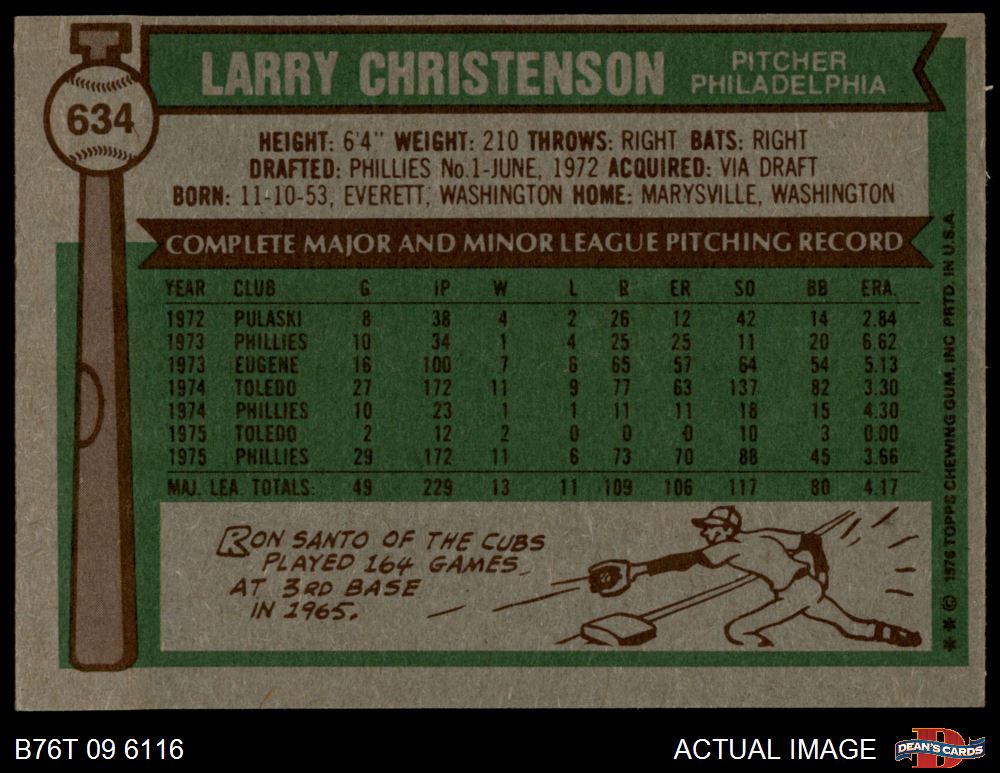 LARRY CHRISTENSON
PITCHER
PHILADELPHIA
634
HEIGHT: 6'4" WEIGHT: 210 THROWS: RIGHT BATS: RIGHT
DRAFTED: PHILLIES No.1-JUNE, 1972 ACQUIRED: VIA DRAFT
BORN: 11-10-53, EVERETT, WASHINGTON HOME: MARYSVILLE, WASHINGTON
COMPLETE MAJOR AND MINOR LEAGUE PITCHING RECORD
YEAR CLUB G IP W L R ER SO BB ERA.
1972 PULASKI 8 38 4 2 26 12 42 14 2.84
1973 PHILLIES 10 34 1 4 25 25 11 20 6.62
1973 EUGENE 16 100 7 6 65 57 64 54 5.13
1974 TOLEDO 27 172 11 9 77 63 137 82 3.30
1974 PHILLIES 10 23 1 1 11 11 18 15 4.30
1975 TOLEDO 2 12 2 0 0 0 10 3 0.00
1975 PHILLIES 29 172 11 6 73 70 88 45 3.66
MAJ. LEA. TOTALS: 49 229 13 11 109 106 117 80 4.17
RON SANTO OF THE CUBS
PLAYED 164 GAMES
AT 3RD BASE
IN 1965.
* * © 1976 TOPPS CHEWING GUM, INC PRTD. IN U.S.A
B76T 09 6116
ACTUAL IMAGE
D
DEAN'S CARDS